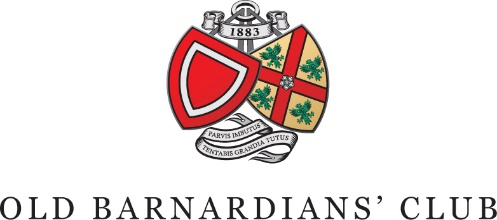 1883
PARVIS IMBUTUS
TENTABIS GRANDIA TUTUS
OLD BARNARDIANS’ CLUB